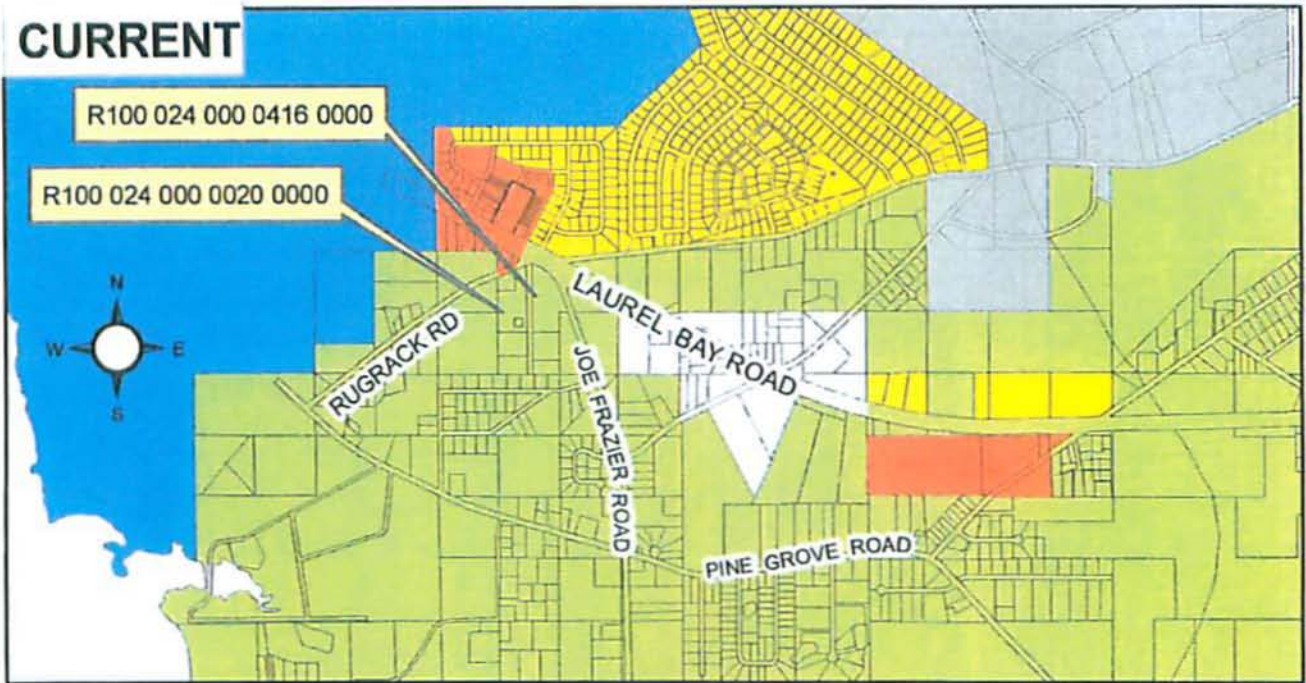 CURRENT
R100 024 000 0416 0000
R100 024 000 0020 0000
N
W
E
S
RUGRACK RD
LAUREL BAY ROAD
JOE FRAZIER ROAD
PINE GROVE ROAD